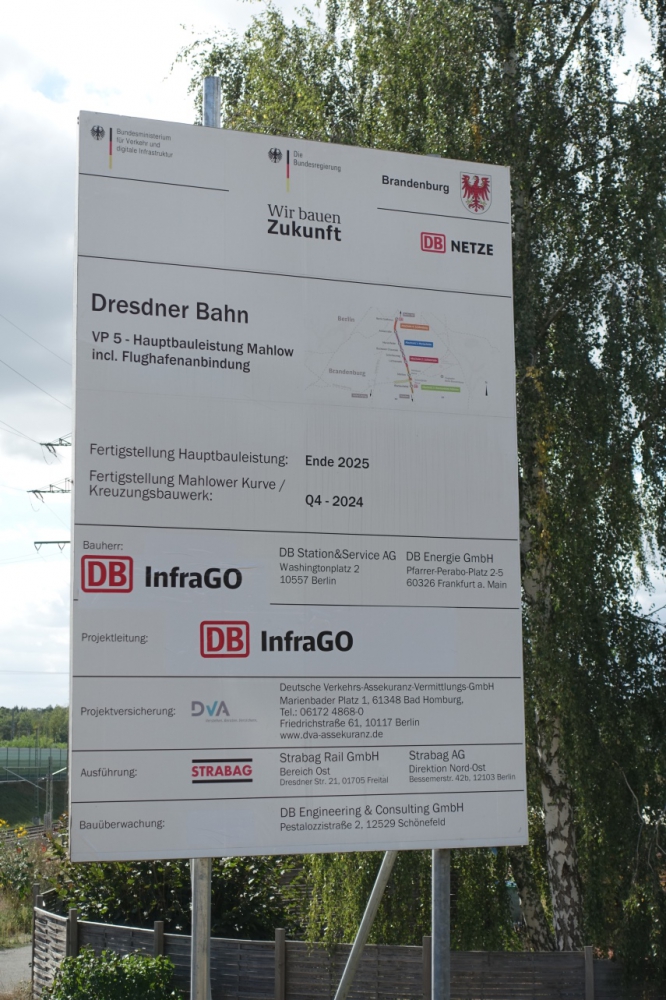 Bundesministerium
für Verkehr und
digitale Infrastruktur
Die
Bundesregierung
Brandenburg
Wir bauen
Zukunft
DB NETZE
Dresdner Bahn
VP 5 - Hauptbauleistung Mahlow
incl. Flughafenanbindung
Berlin
Brandenburg
Fertigstellung Hauptbauleistung: Ende 2025
Fertigstellung Mahlower Kurve /
Kreuzungsbauwerk: Q4 - 2024
Bauherr:
DB InfraGO
DB Station&Service AG
Washingtonplatz 2
10557 Berlin
DB Energie GmbH
Pfarrer-Perabo-Platz 2-5
60326 Frankfurt a. Main
Projektleitung: DB InfraGO
Projektversicherung: DVA
Deutsche Verkehrs-Assekuranz-Vermittlungs-GmbH
Marienbader Platz 1, 61348 Bad Homburg,
Tel.: 06172 4868-0
Friedrichstraße 61, 10117 Berlin
www.dva-assekuranz.de
Ausführung: STRABAG
Strabag Rail GmbH
Bereich Ost
Dresdner Str. 21, 01705 Freital
Strabag AG
Direktion Nord-Ost
Bessemerstr. 42b, 12103 Berlin
Bauüberwachung:
DB Engineering & Consulting GmbH
Pestalozzistraße 2, 12529 Schönefeld